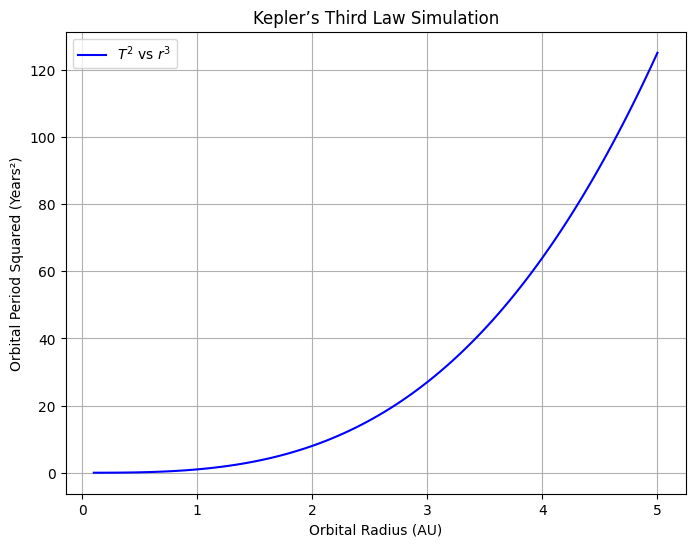 Kepler’s Third Law Simulation
T² vs r³
Orbital Period Squared (Years²)
120
100
80
60
40
20
0
0 1 2 3 4 5
Orbital Radius (AU)